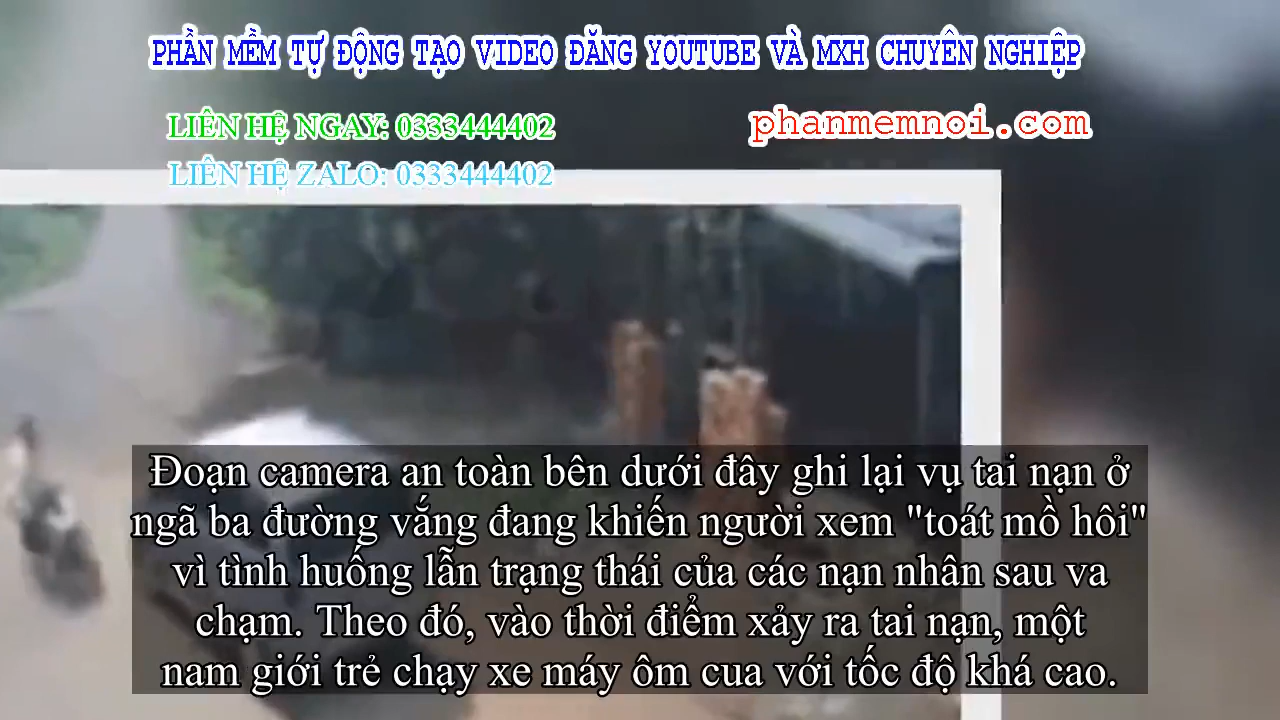 PHẦN MỀM TỰ ĐỘNG TẠO VIDEO ĐĂNG YOUTUBE VÀ MXH CHUYÊN NGHIỆP
LIÊN HỆ NGAY: 0333444402
phanmemnoi.com
LIÊN HỆ ZALO: 0333444402
Đoạn camera an toàn bên dưới đây ghi lại vụ tai nạn ở
ngã ba đường vắng đang khiến người xem "toát mồ hôi"
vì tình huống lẫn trạng thái của các nạn nhân sau va
chạm. Theo đó, vào thời điểm xảy ra tai nạn, một
nam giới trẻ chạy xe máy ôm cua với tốc độ khá cao.